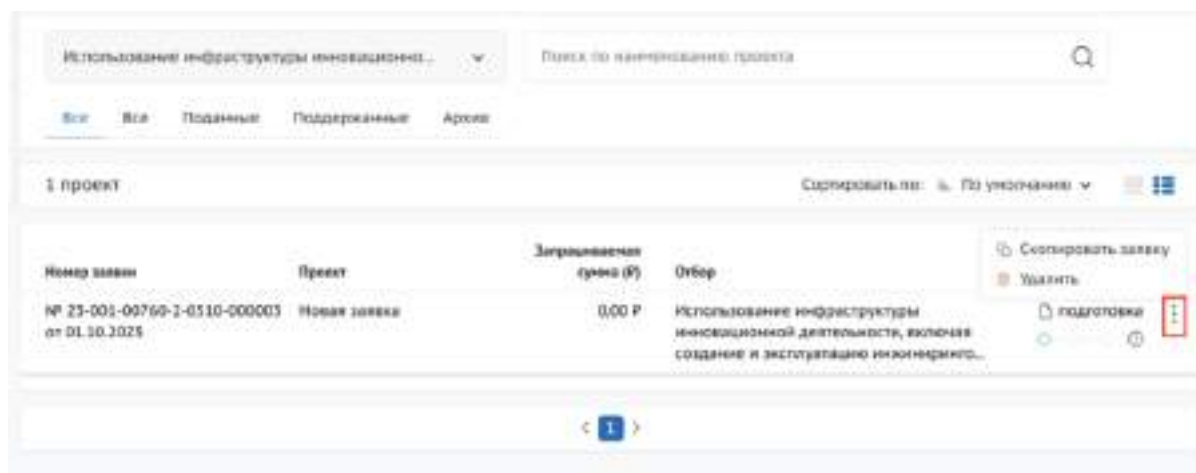 Использование инфраструктуры инновационно...
Поиск по наименованию проекта
Все Все Поданные Поддержанные Архив
1 проект
Сортировать по: По умолчанию
Скопировать заявку
Удалить
Номер заявки Проект Запрашиваемая
сумма (₽) Отбор
№ 25-001-00760-2-0310-000003 Новая заявка 0,00 ₽ Использование инфраструктуры подготовка
от 01.10.2025 инновационной деятельности, включая
создание и эксплуатацию инжиниринго...
1